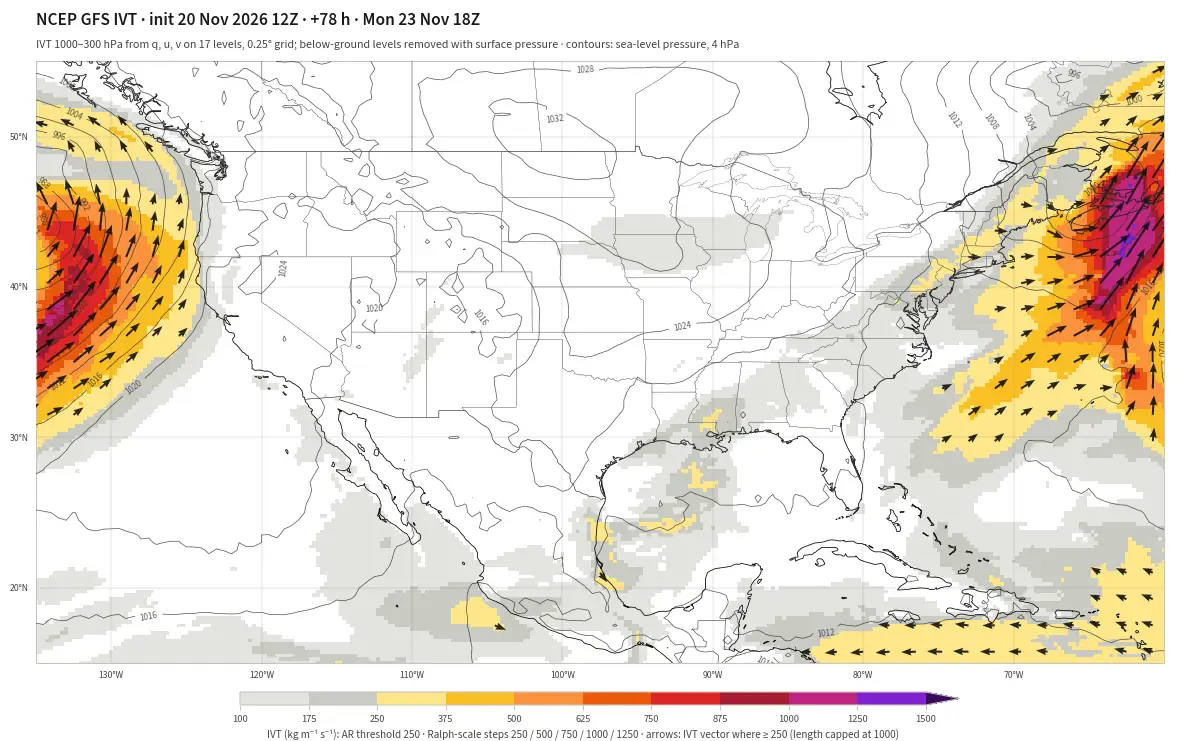 NCEP GFS IVT · init 20 Nov 2026 12Z · +78 h · Mon 23 Nov 18Z
IVT 1000–300 hPa from q, u, v on 17 levels, 0.25° grid; below-ground levels removed with surface pressure · contours: sea-level pressure, 4 hPa
1028
996
1000
1004
1032
1012
1008
1004
50°N
996
992
1024
40°N
1020
1016
1024
1016
1020
1016
1020
30°N
20°N
1016
1012
130°W 120°W 110°W 100°W 90°W 80°W 70°W
100 175 250 375 500 625 750 875 1000 1250 1500
IVT (kg m⁻¹ s⁻¹): AR threshold 250 · Ralph-scale steps 250 / 500 / 750 / 1000 / 1250 · arrows: IVT vector where ≥ 250 (length capped at 1000)